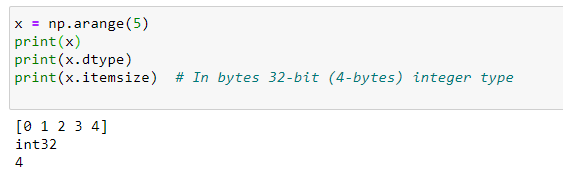 x = np.arange(5)
print(x)
print(x.dtype)
print(x.itemsize)  # In bytes 32-bit (4-bytes) integer type
[0 1 2 3 4]
int32
4